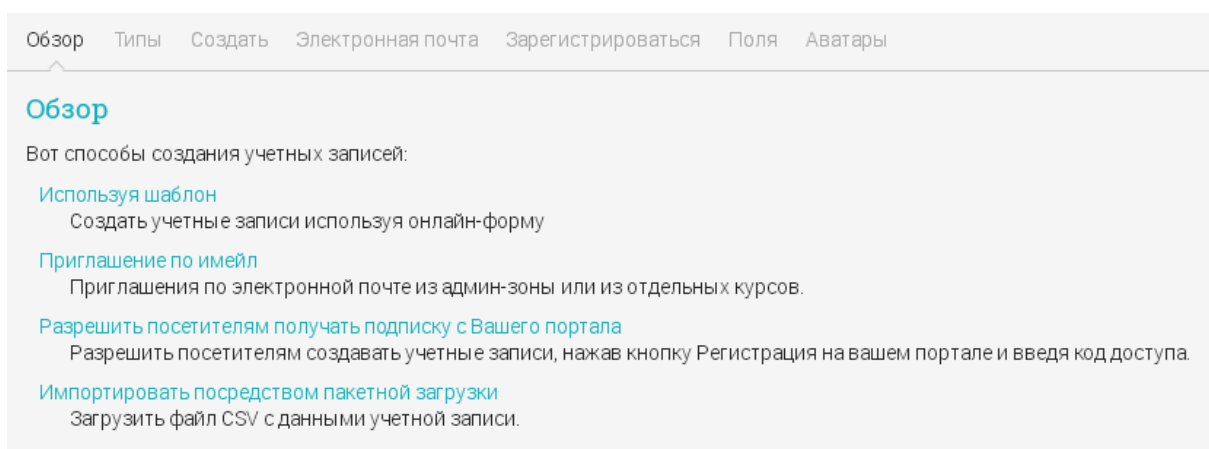 Обзор Типы Создать Электронная почта Зарегистрироваться Поля Аватары
Обзор
Вот способы создания учетных записей:
Используя шаблон
Создать учетные записи используя онлайн-форму
Приглашение по имейл
Приглашения по электронной почте из админ-зоны или из отдельных курсов.
Разрешить посетителям получать подписку с Вашего портала
Разрешить посетителям создавать учетные записи, нажав кнопку Регистрация на вашем портале и введя код доступа.
Импортировать посредством пакетной загрузки
Загрузить файл CSV с данными учетной записи.